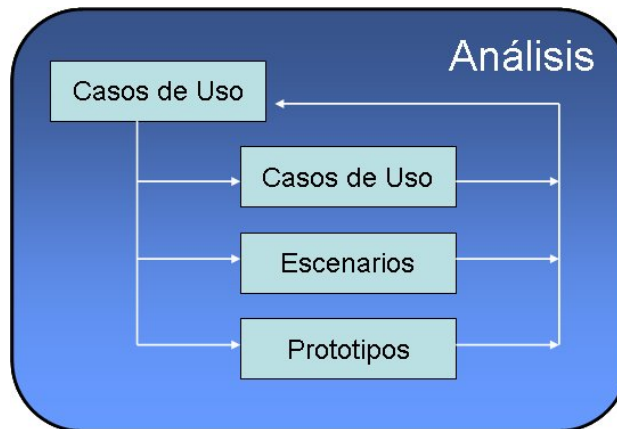 Análisis
Casos de Uso
Casos de Uso
Escenarios
Prototipos